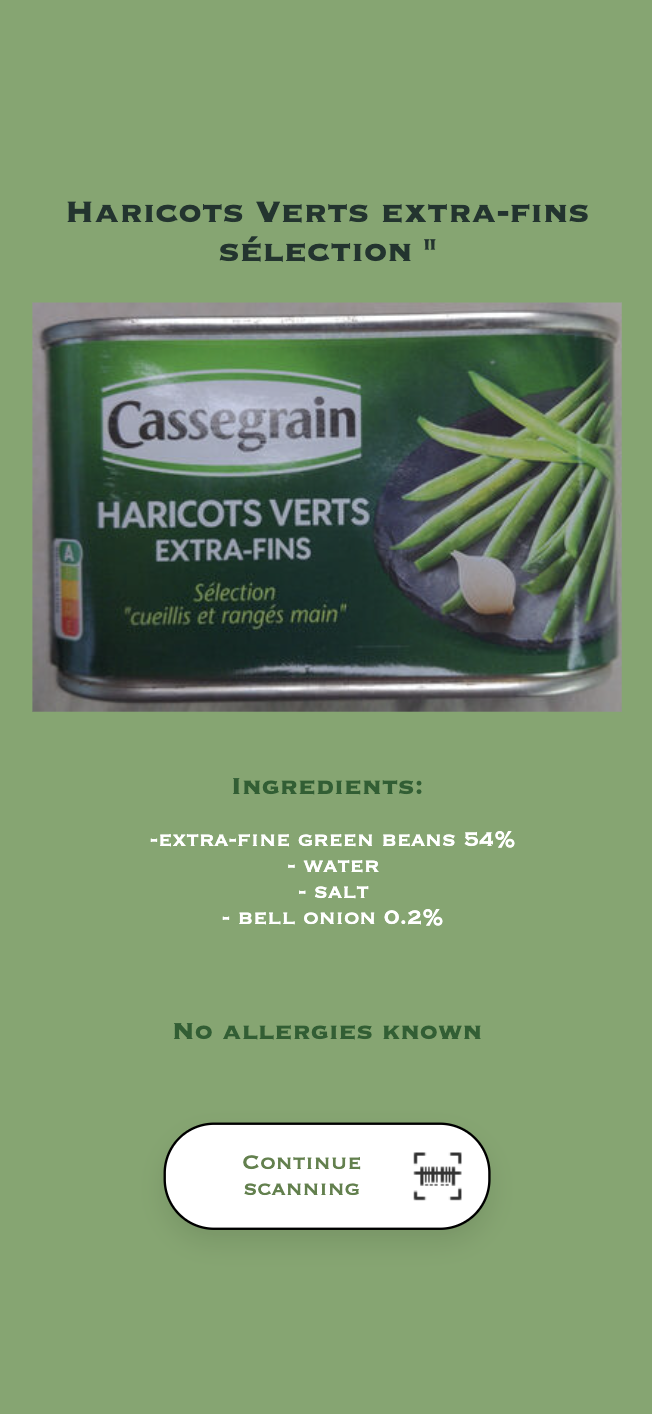 Haricots Verts extra-fins
sélection "
Cassegrain
HARICOTS VERTS
EXTRA-FINS
Sélection
"cueillis et rangés main"
A
Ingredients:
-extra-fine green beans 54%
- water
- salt
- bell onion 0.2%
No allergies known
Continue
scanning